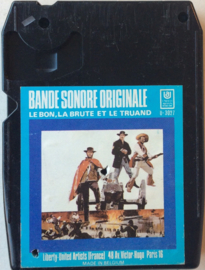 BANDE SONORE ORIGINALE
LE BON, LA BRUTE ET LE TRUAND
Liberty-United Artists (France) 40 Rue Victor Hugo Paris 16
MADE IN BELGIUM